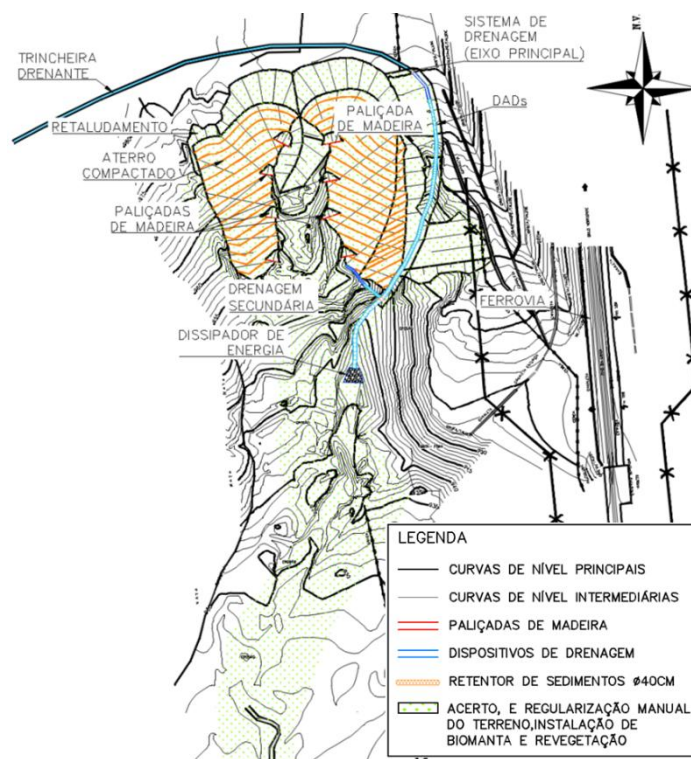 SISTEMA DE
DRENAGEM
(EIXO PRINCIPAL)
N.V.
TRINCHEIRA
DRENANTE
DADs
RETALUDAMENTO
PALIÇADA
DE MADEIRA
ATERRO
COMPACTADO
PALIÇADAS
DE MADEIRA
DRENAGEM
SECUNDÁRIA
FERROVIA
DISSIPADOR DE
ENERGIA
LEGENDA
CURVAS DE NÍVEL PRINCIPAIS
CURVAS DE NÍVEL INTERMEDIÁRIAS
PALIÇADAS DE MADEIRA
DISPOSITIVOS DE DRENAGEM
RETENTOR DE SEDIMENTOS Ø40CM
ACERTO, E REGULARIZAÇÃO MANUAL
DO TERRENO,INSTALAÇÃO DE
BIOMANTA E REVEGETAÇÃO